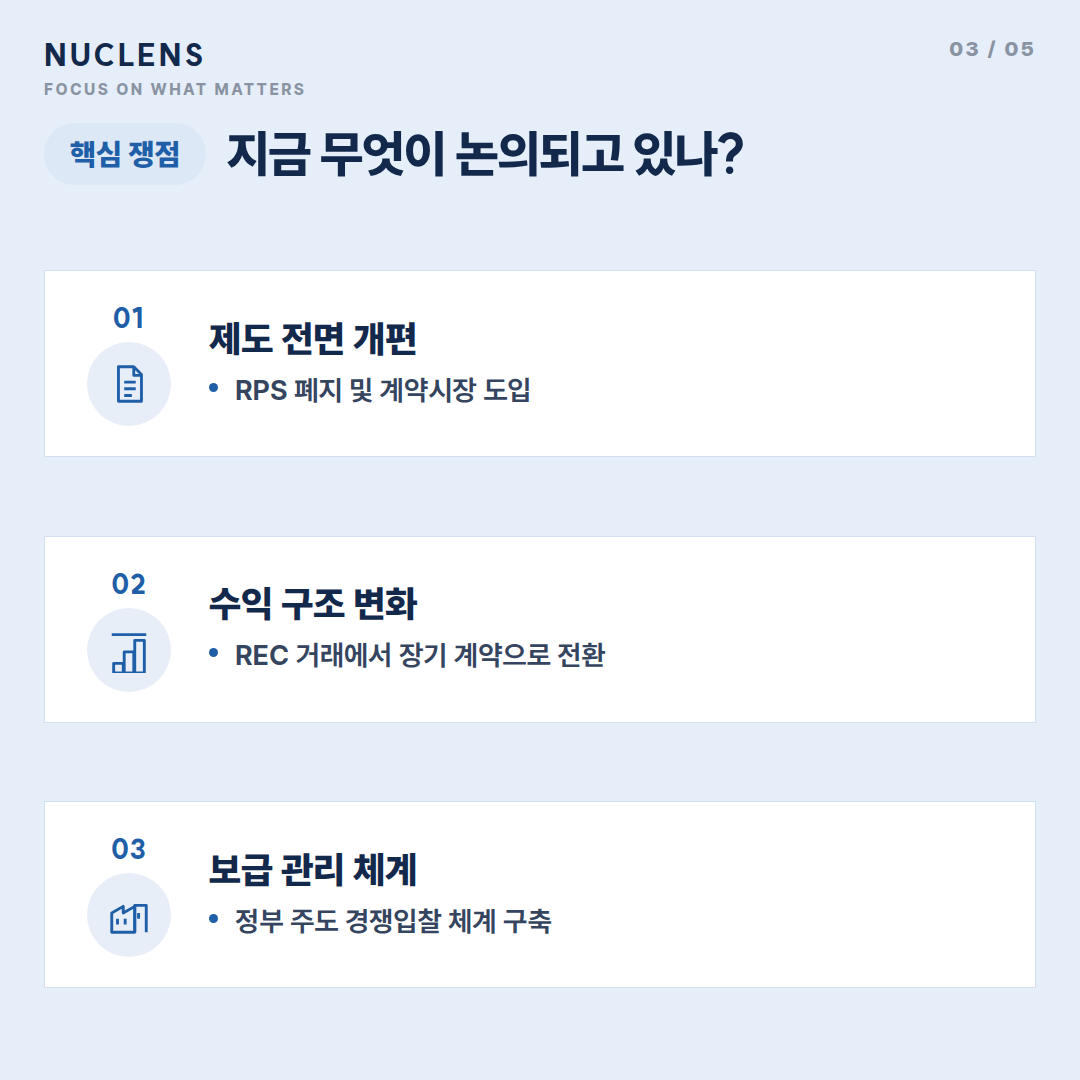 NUCLENS
03 / 05
FOCUS ON WHAT MATTERS
핵심 쟁점
지금 무엇이 논의되고 있나?
01
제도 전면 개편
• RPS 폐지 및 계약시장 도입
02
수익 구조 변화
• REC 거래에서 장기 계약으로 전환
03
보급 관리 체계
• 정부 주도 경쟁입찰 체계 구축